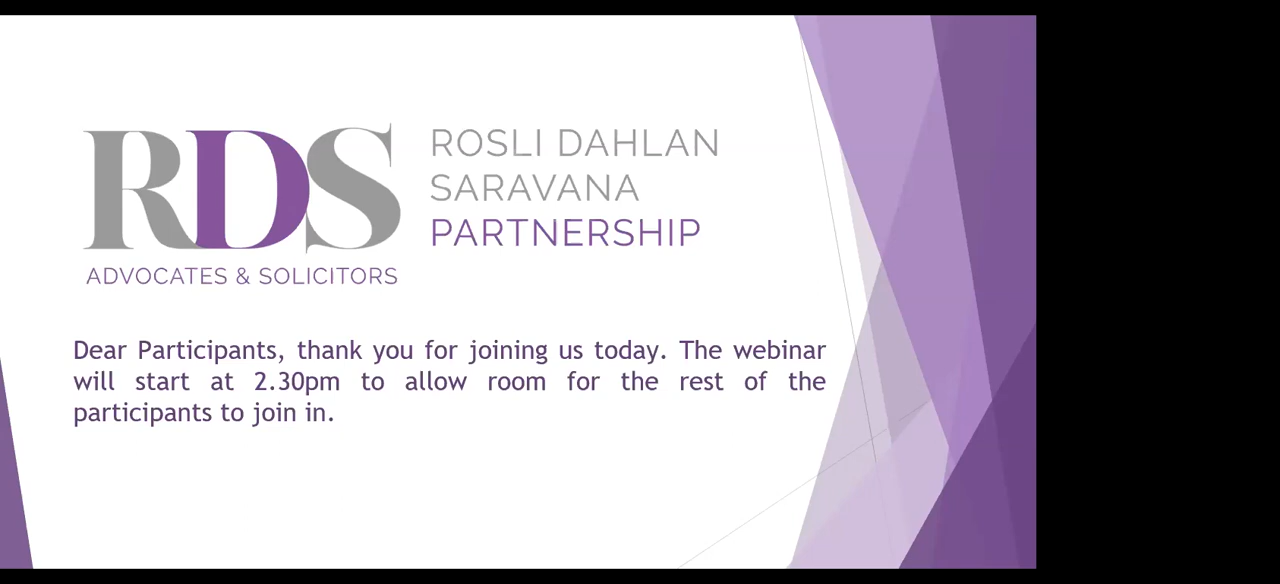 RDS
ADVOCATES & SOLICITORS
ROSLI DAHLAN
SARAVANA
PARTNERSHIP
Dear Participants, thank you for joining us today. The webinar
will start at 2.30pm to allow room for the rest of the
participants to join in.